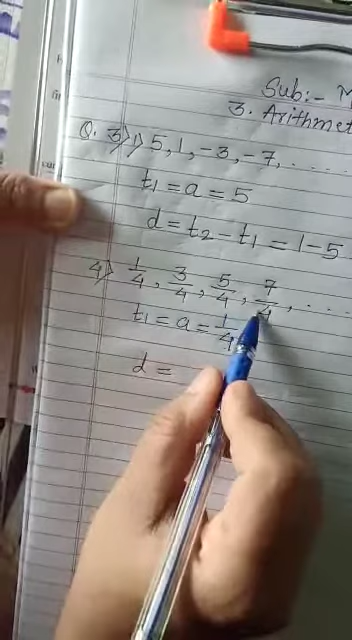 Sub:- M
3. Arithmet
Q. 3) 1) 5, 1, -3, -7, ....
t₁ = a = 5
d = t₂ - t₁ = 1 - 5
4) 1/4, 3/4, 5/4, 7/4, ....
t₁ = a = 1/4
d =